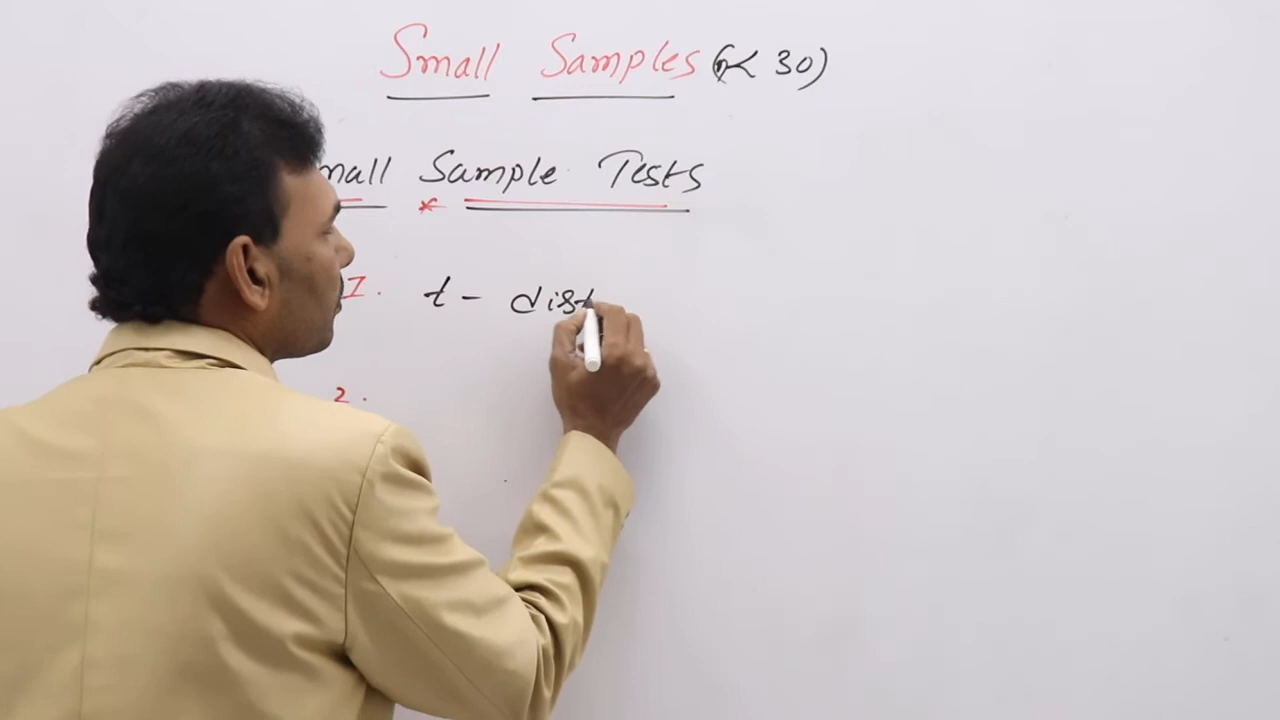 Small Samples (n < 30)
mall Sample Tests
*
1. t - dist
2.